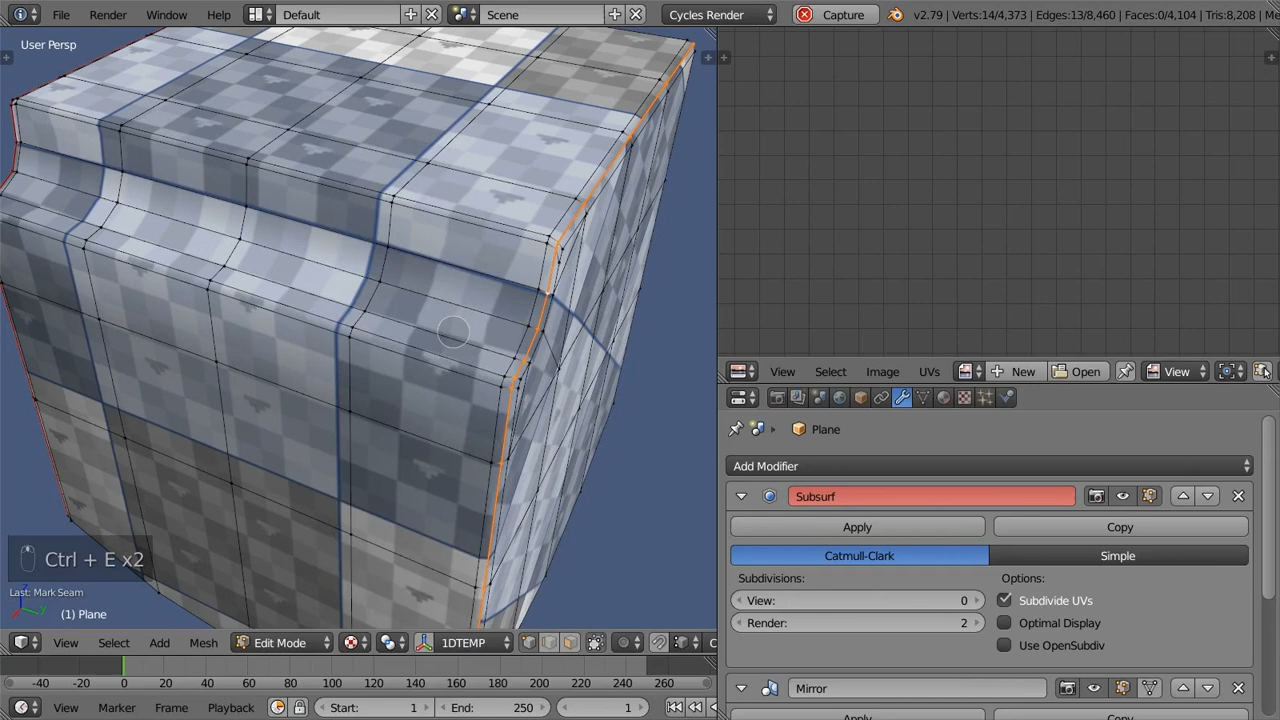 File Render Window Help Default Scene Cycles Render Capture v2.79 | Verts:14/4,373 | Edges:13/8,460 | Faces:0/4,104 | Tris:8,208 | Mem
User Persp
View Select Image UVs New Open View
Plane
Add Modifier
Subsurf
Apply Copy
Catmull-Clark Simple
Subdivisions: Options:
View: 0 Subdivide UVs
Render: 2 Optimal Display
Use OpenSubdiv
Mirror
Apply Copy
Ctrl + E x2
Last: Mark Seam
(1) Plane
View Select Add Mesh Edit Mode 1DTEMP
-40 -20 0 20 40 60 80 100 120 140 160 180 200 220 240 260
View Marker Frame Playback Start: 1 End: 250 1